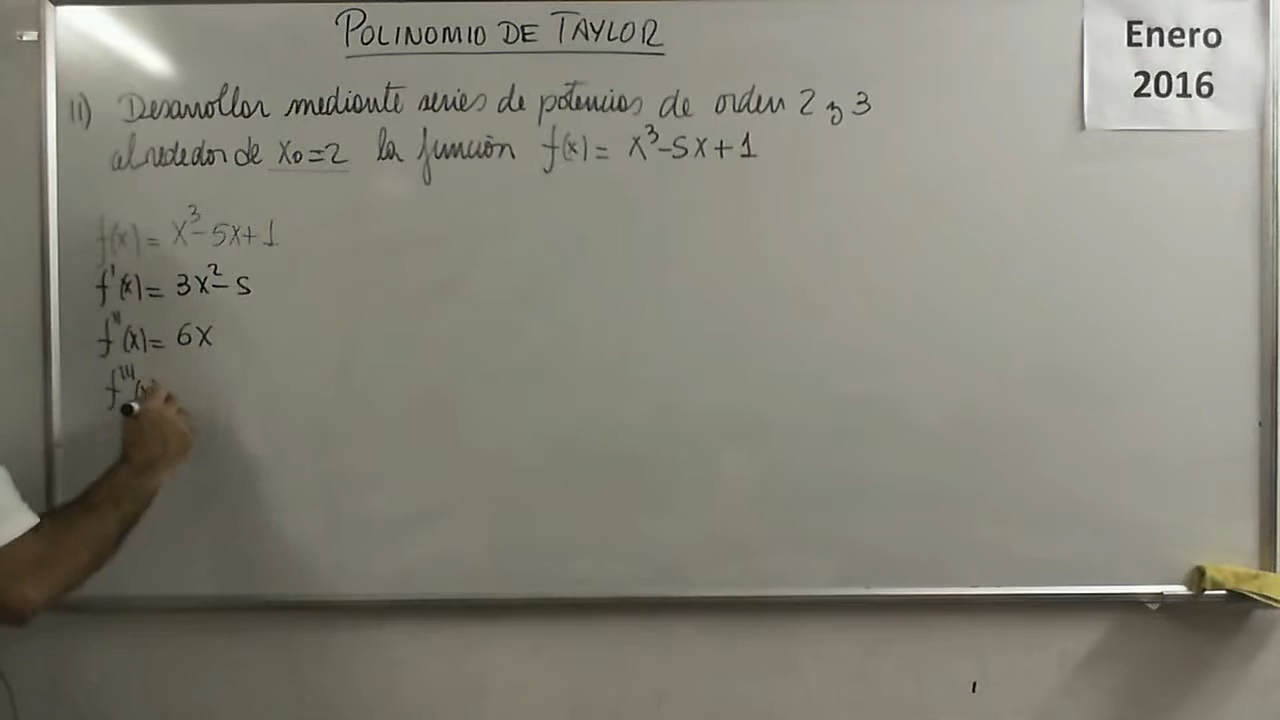 POLINOMIO DE TAYLOR
Enero
2016
11) Desarrollar mediante series de potencias de orden 2 y 3
alrededor de x₀=2 la función f(x)= x³-5x+1
f(x)= x³-5x+1
f'(x)= 3x²-5
f''(x)= 6x
f'''(x